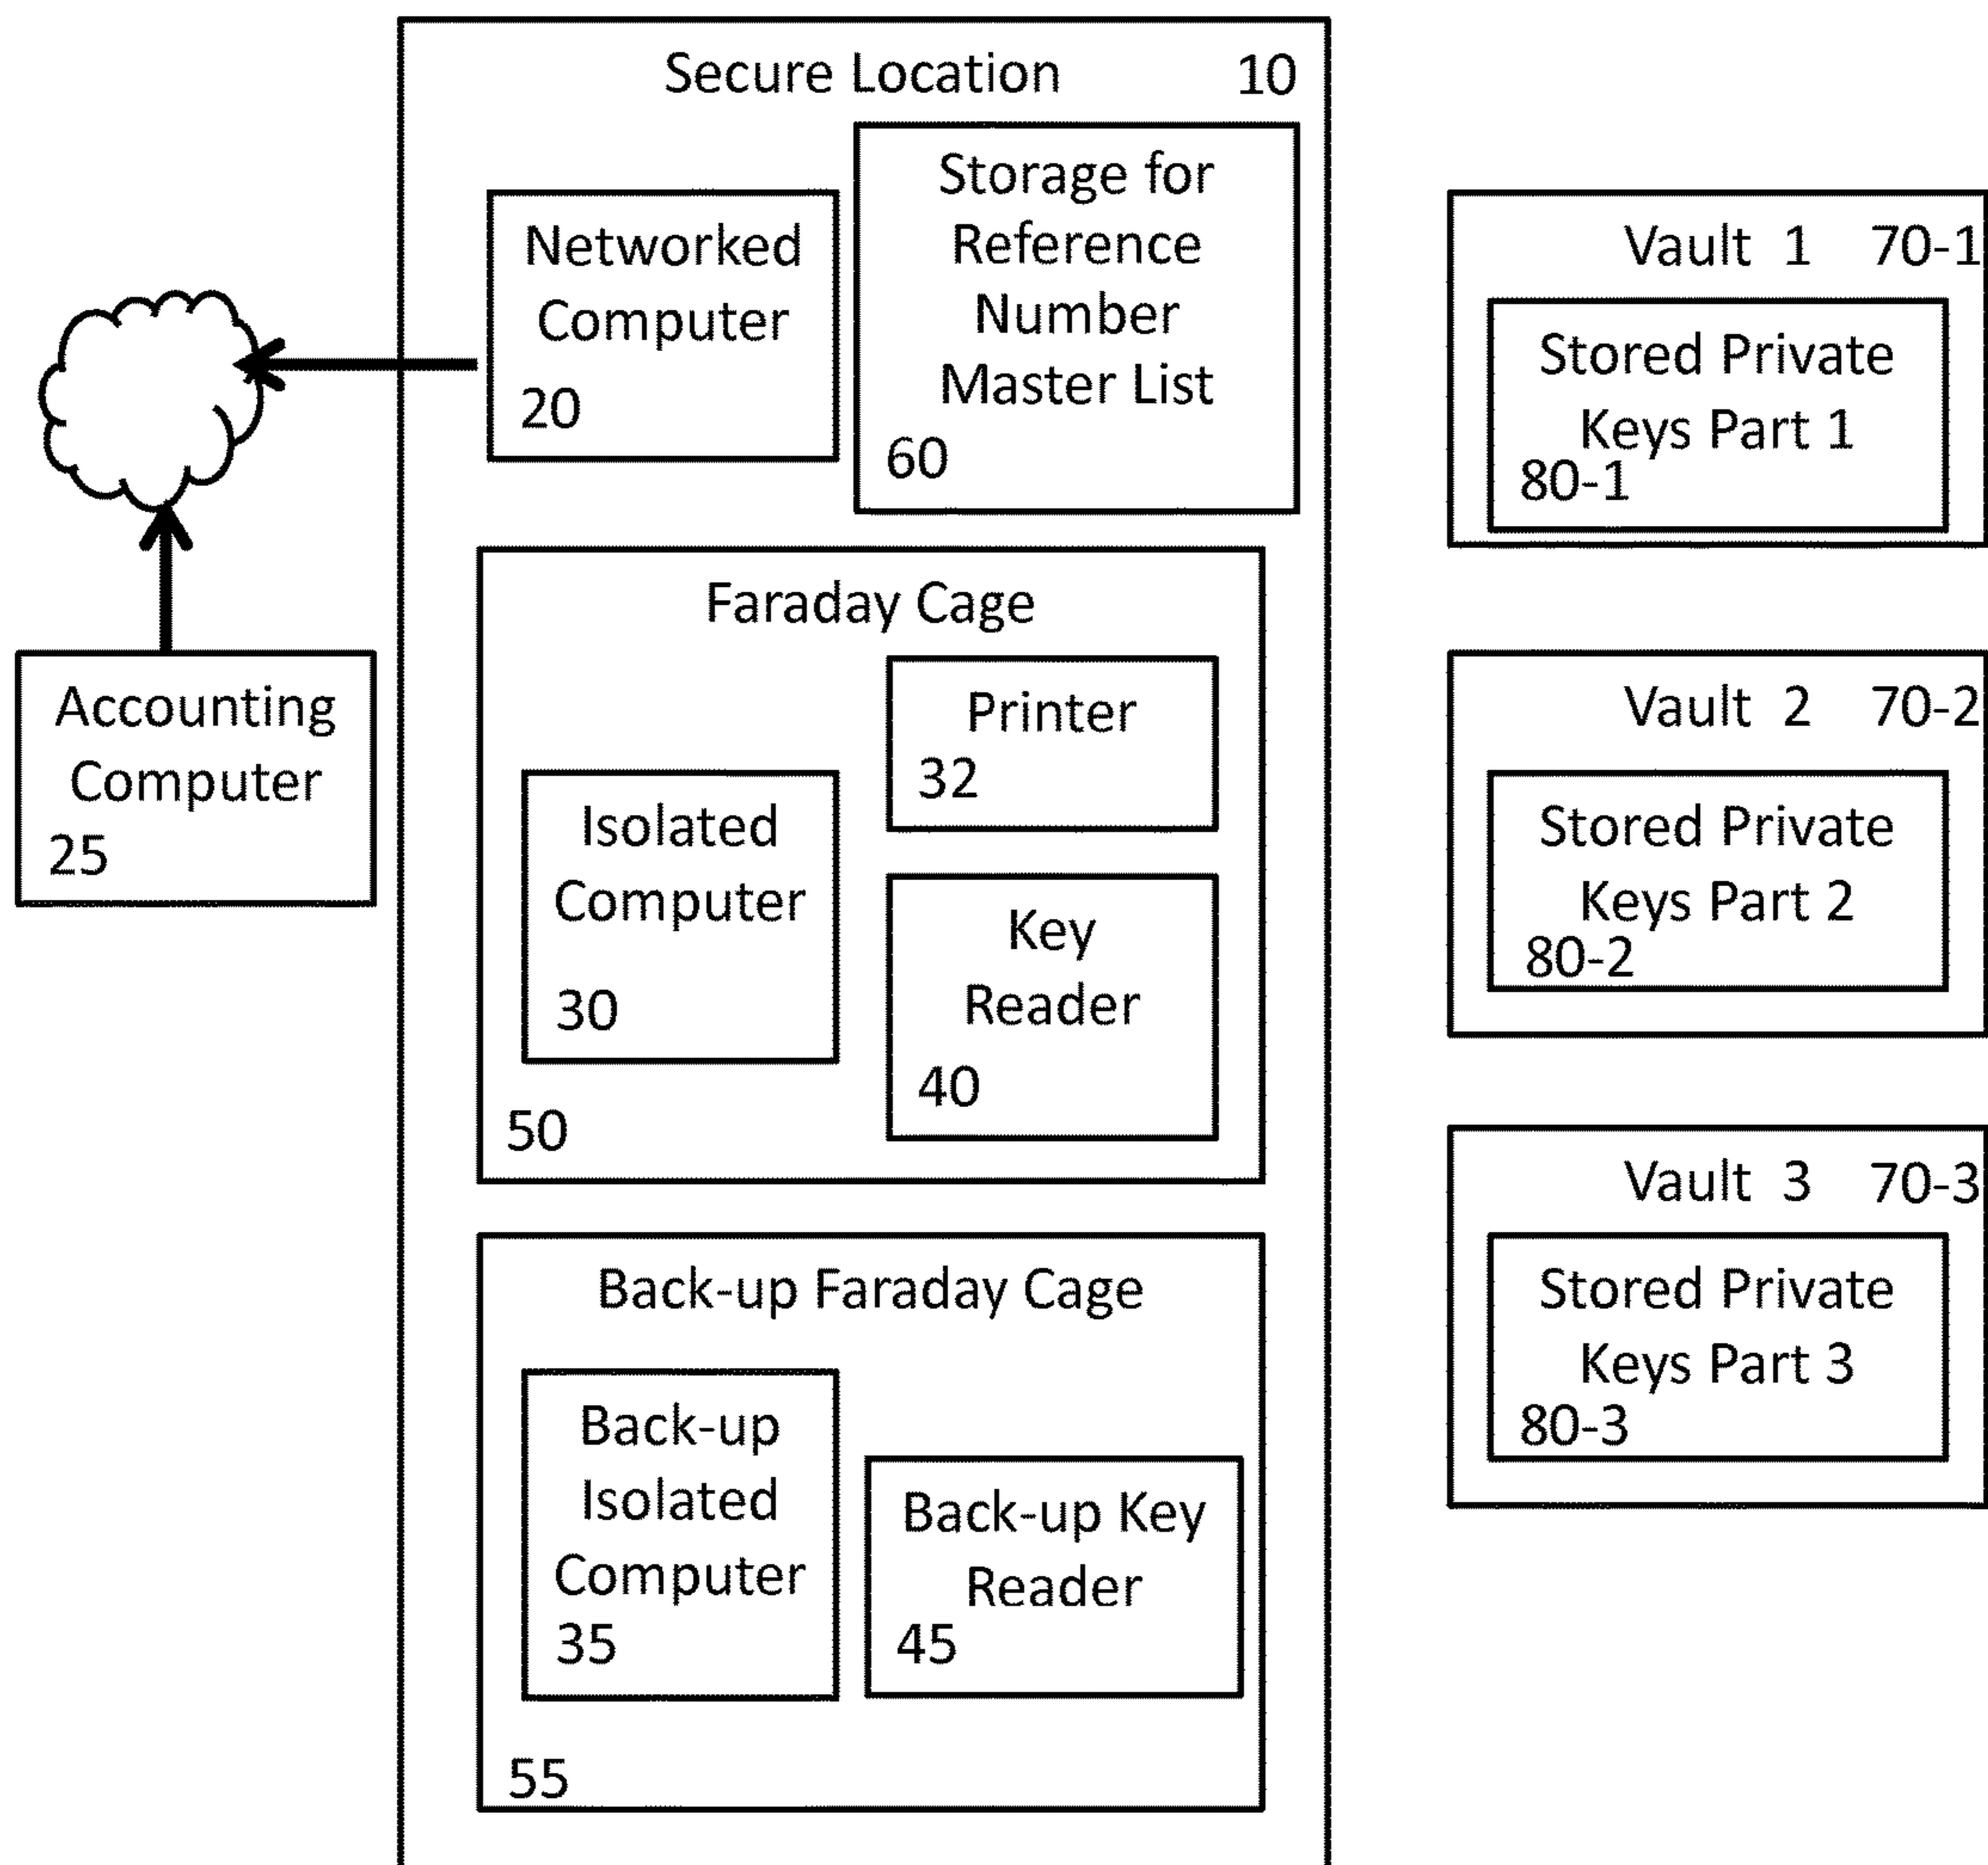 Secure Location 10
Networked
Computer
20
Storage for
Reference
Number
Master List
60
Accounting
Computer
25
Faraday Cage
Printer
32
Isolated
Computer
30
Key
Reader
40
50
Back-up Faraday Cage
Back-up
Isolated
Computer
35
Back-up Key
Reader
45
55
Vault 1 70-1
Stored Private
Keys Part 1
80-1
Vault 2 70-2
Stored Private
Keys Part 2
80-2
Vault 3 70-3
Stored Private
Keys Part 3
80-3